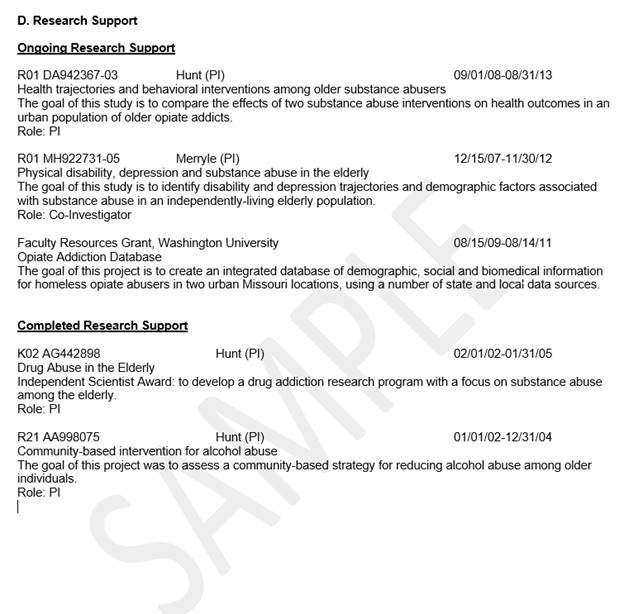 D. Research Support
Ongoing Research Support
R01 DA942367-03 Hunt (PI) 09/01/08-08/31/13
Health trajectories and behavioral interventions among older substance abusers
The goal of this study is to compare the effects of two substance abuse interventions on health outcomes in an
urban population of older opiate addicts.
Role: PI
R01 MH922731-05 Merryle (PI) 12/15/07-11/30/12
Physical disability, depression and substance abuse in the elderly
The goal of this study is to identify disability and depression trajectories and demographic factors associated
with substance abuse in an independently-living elderly population.
Role: Co-Investigator
Faculty Resources Grant, Washington University 08/15/09-08/14/11
Opiate Addiction Database
The goal of this project is to create an integrated database of demographic, social and biomedical information
for homeless opiate abusers in two urban Missouri locations, using a number of state and local data sources.
Completed Research Support
K02 AG442898 Hunt (PI) 02/01/02-01/31/05
Drug Abuse in the Elderly
Independent Scientist Award: to develop a drug addiction research program with a focus on substance abuse
among the elderly.
Role: PI
R21 AA998075 Hunt (PI) 01/01/02-12/31/04
Community-based intervention for alcohol abuse
The goal of this project was to assess a community-based strategy for reducing alcohol abuse among older
individuals.
Role: PI
SAMPLE